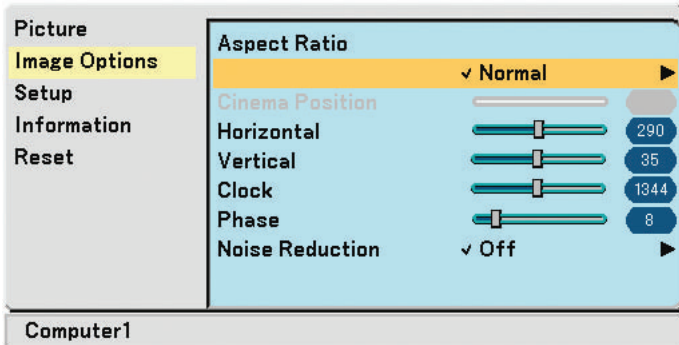 Picture
Image Options
Setup
Information
Reset
Aspect Ratio
✓ Normal ▶
Cinema Position
Horizontal 290
Vertical 35
Clock 1344
Phase 8
Noise Reduction ✓ Off ▶
Computer1